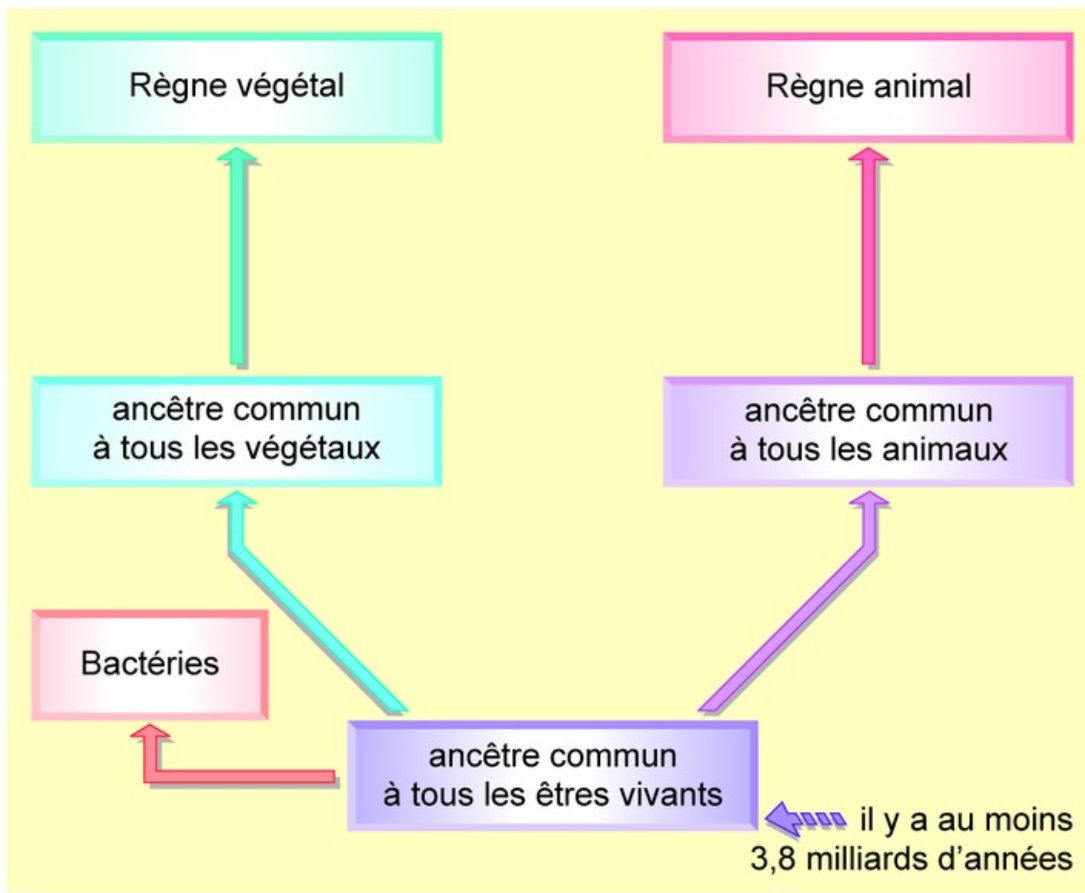 Règne végétal
Règne animal
ancêtre commun
à tous les végétaux
ancêtre commun
à tous les animaux
Bactéries
ancêtre commun
à tous les êtres vivants
il y a au moins
3,8 milliards d'années